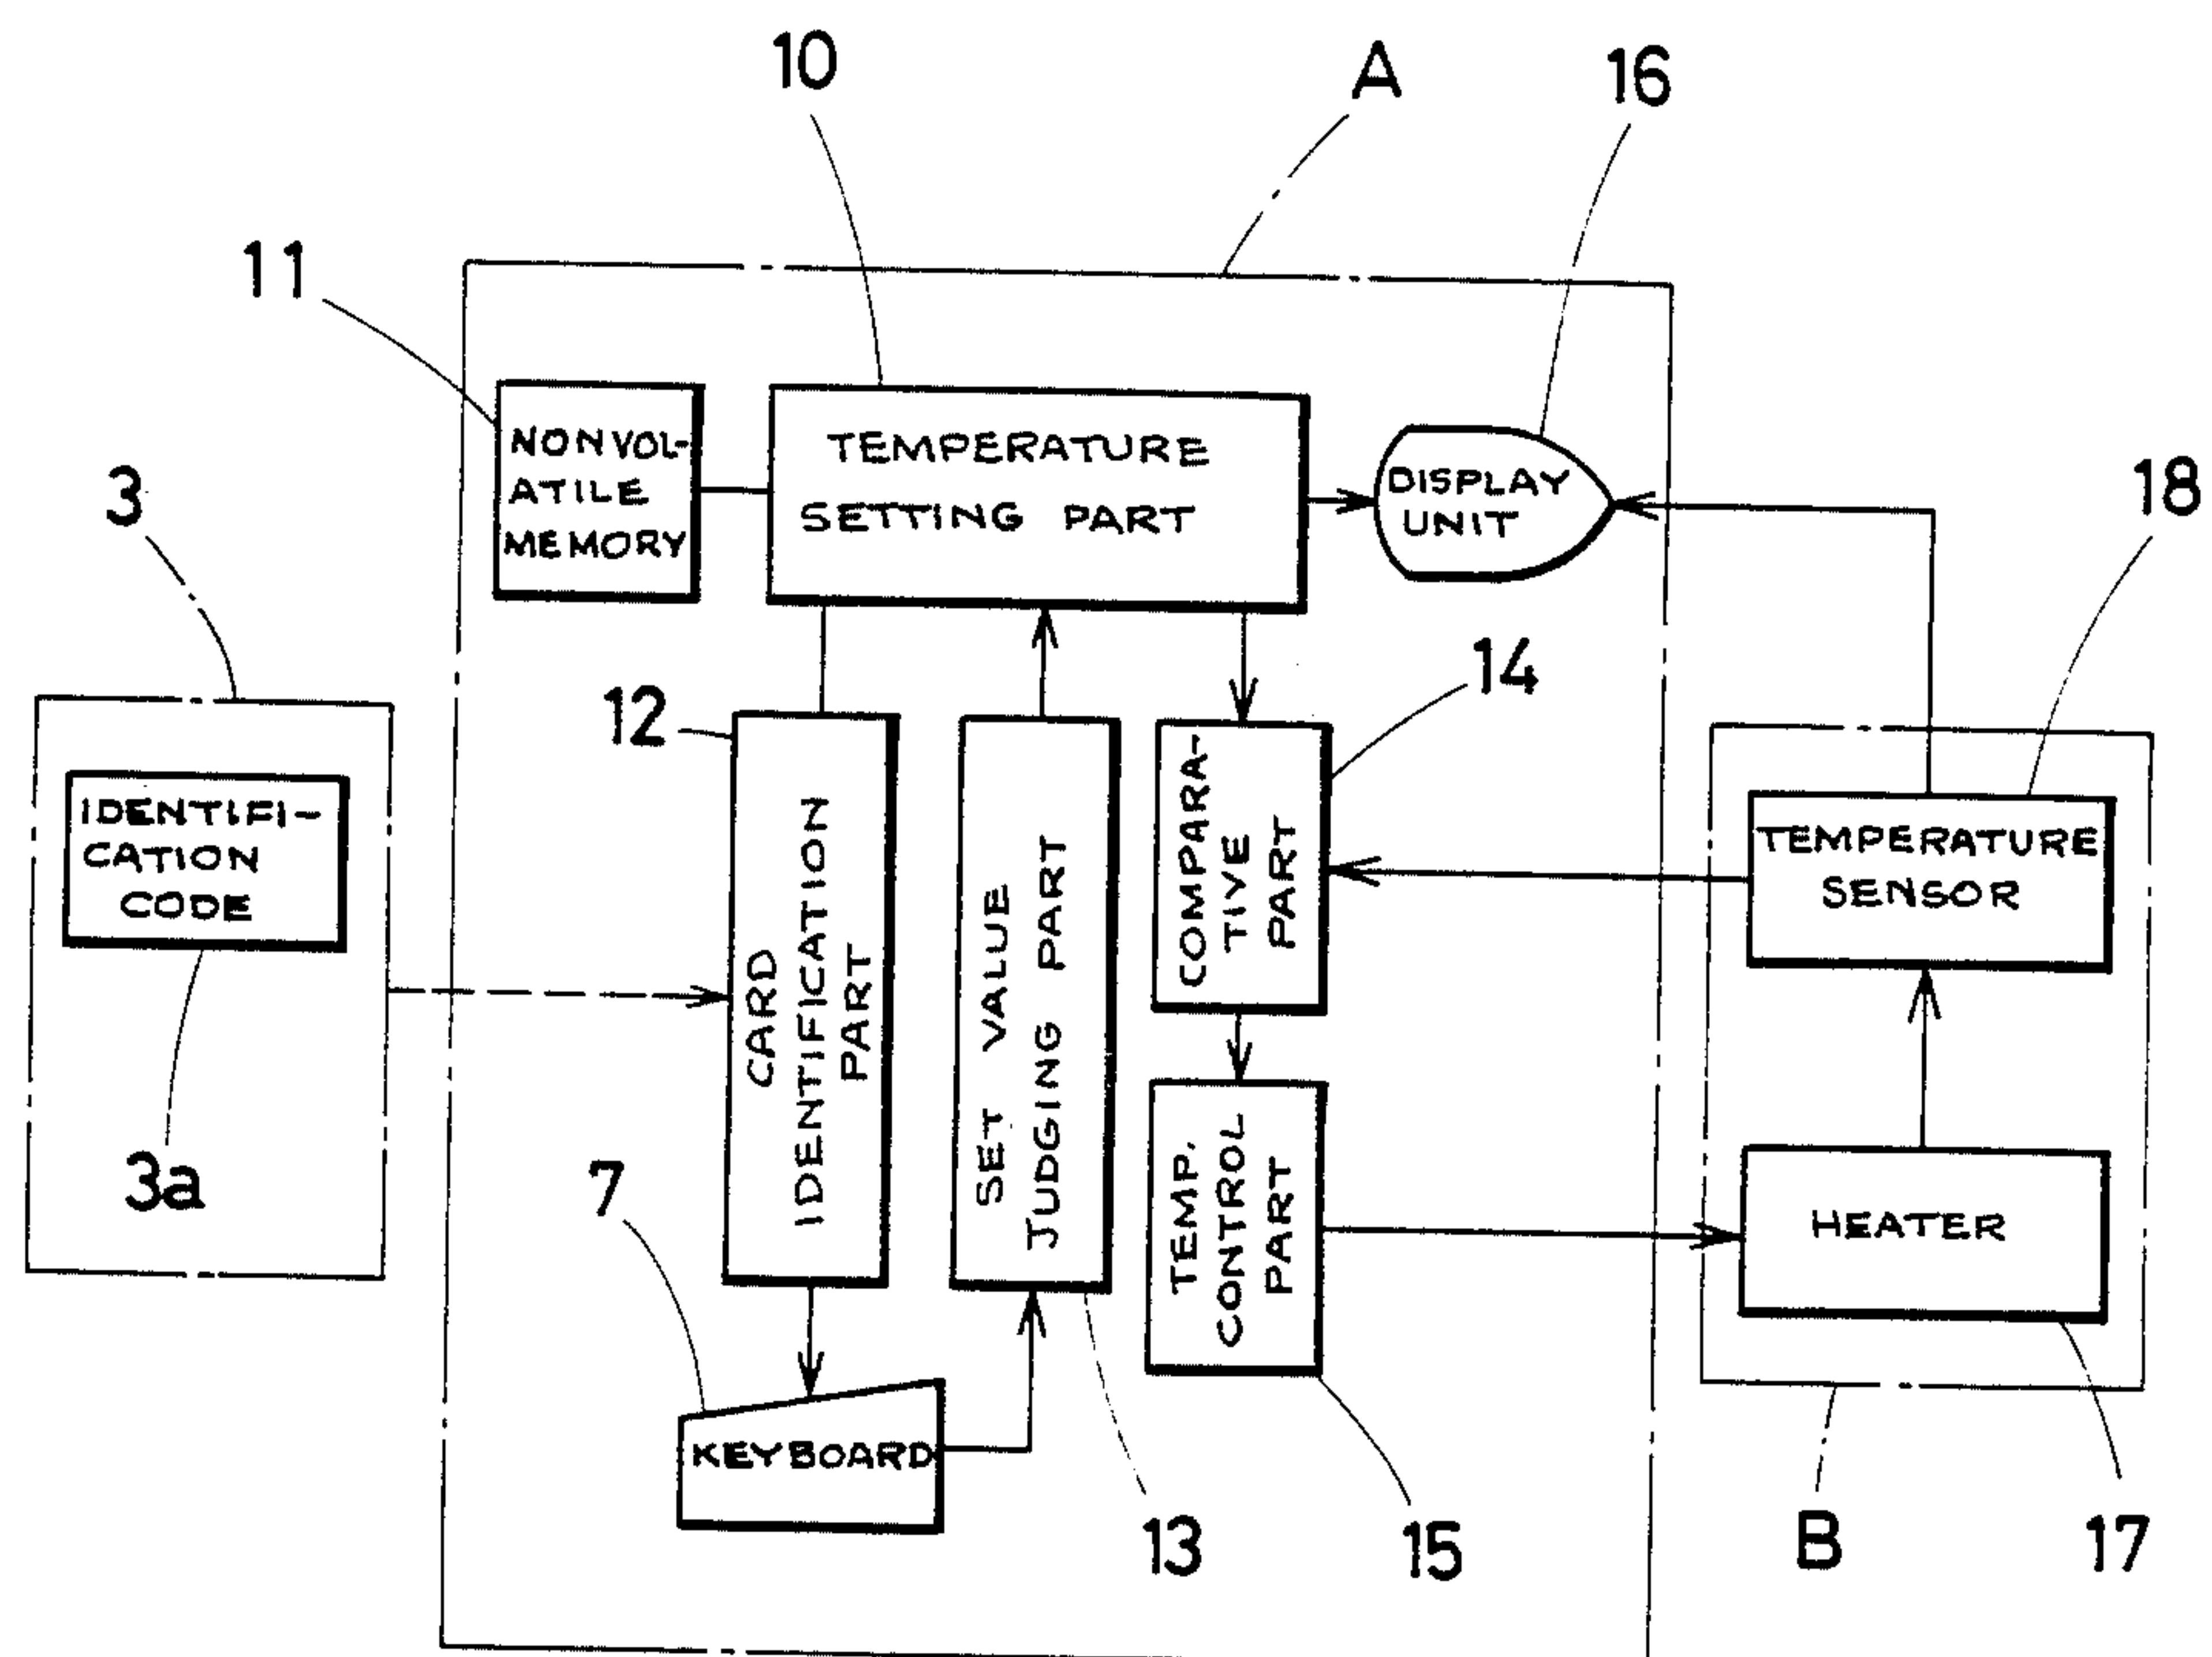 10
A
16
11
NONVOL-
ATILE
MEMORY
TEMPERATURE
SETTING PART
DISPLAY
UNIT
18
3
12
14
IDENTIFI-
CATION
CODE
3a
CARD
IDENTIFICATION
PART
SET VALUE
JUDGING PART
COMPARA-
TIVE
PART
TEMPERATURE
SENSOR
7
TEMP.
CONTROL
PART
HEATER
KEYBOARD
13
15
B
17